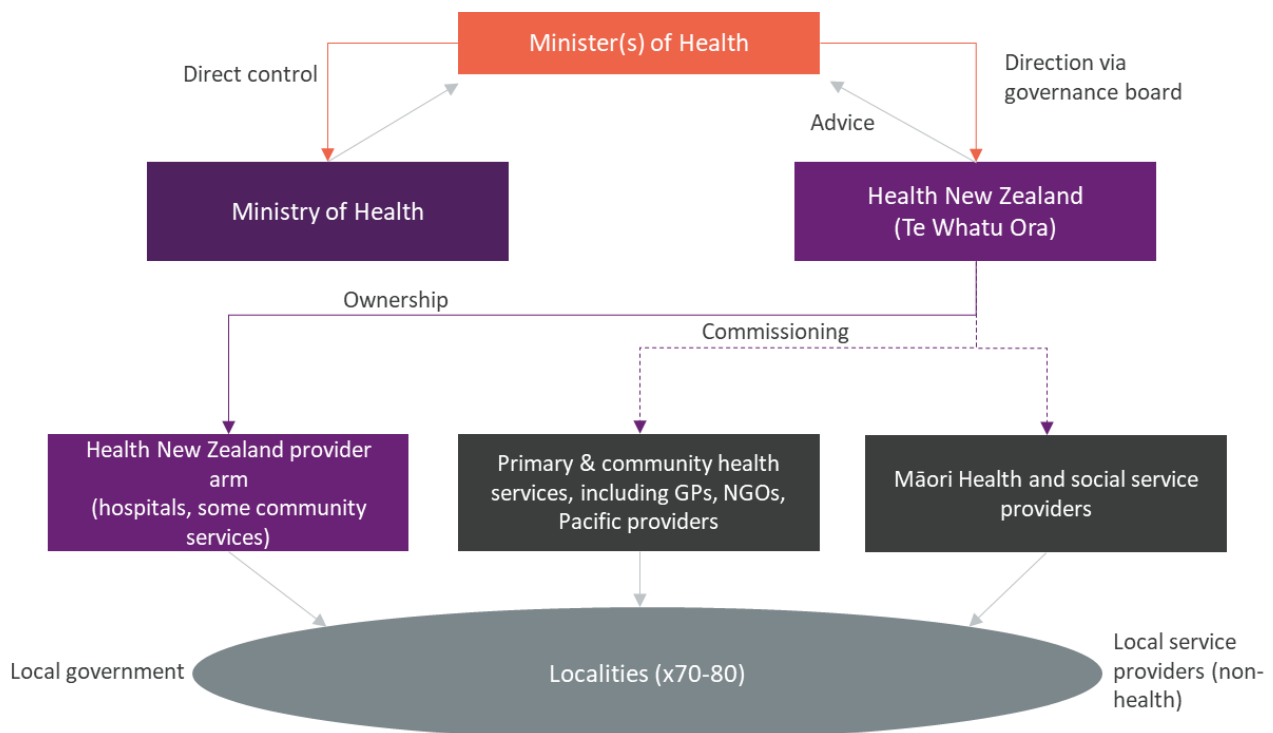 Minister(s) of Health
Direct control
Direction via
governance board
Advice
Ministry of Health
Health New Zealand
(Te Whatu Ora)
Ownership
Commissioning
Health New Zealand provider
arm
(hospitals, some community
services)
Primary & community health
services, including GPs, NGOs,
Pacific providers
Māori Health and social service
providers
Local government
Localities (x70-80)
Local service
providers (non-
health)